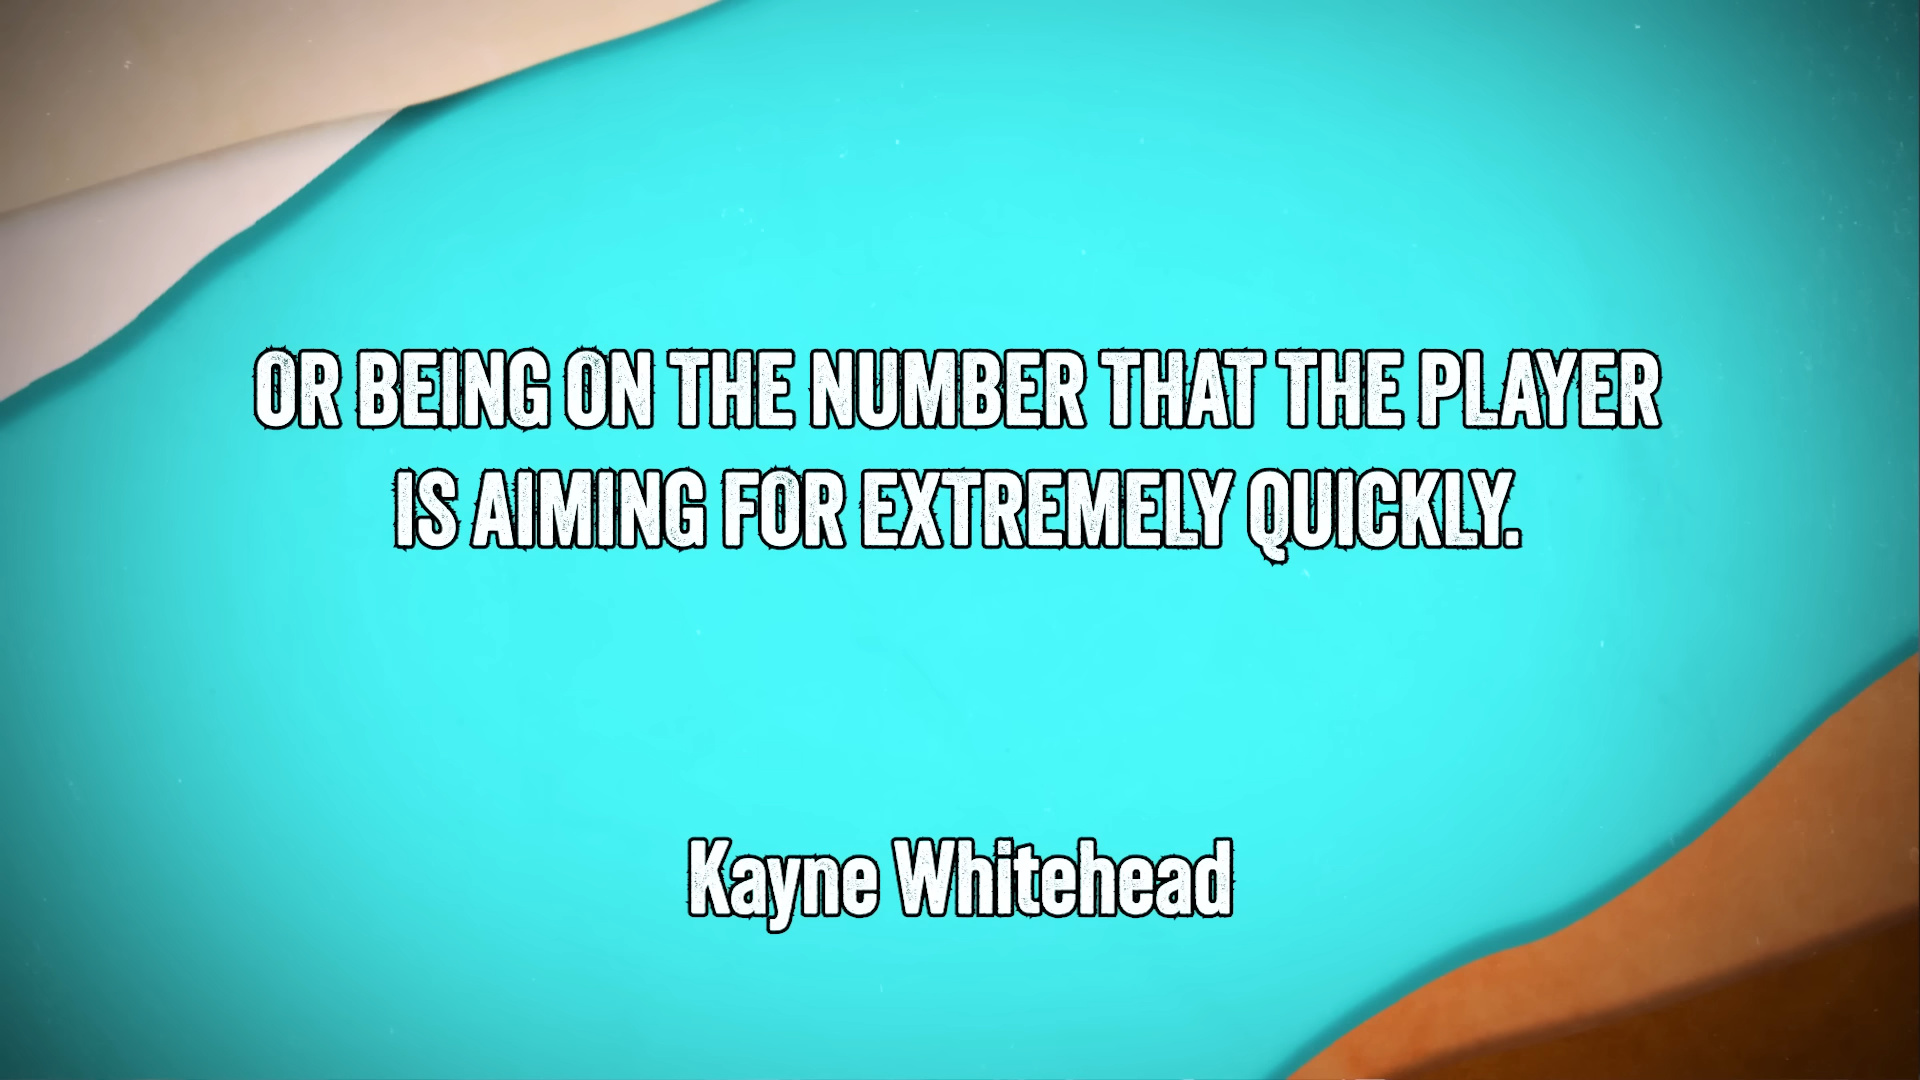 OR BEING ON THE NUMBER THAT THE PLAYER
IS AIMING FOR EXTREMELY QUICKLY.
Kayne Whitehead